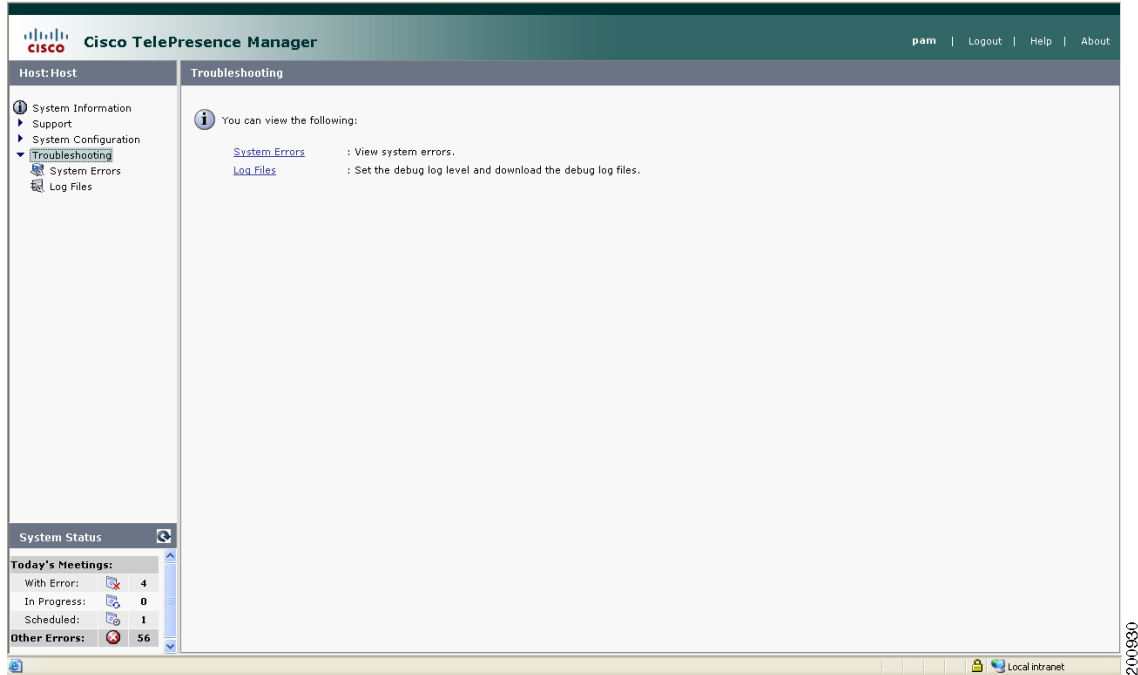 CISCO Cisco TelePresence Manager
pam | Logout | Help | About
Host: Host
Troubleshooting
System Information
Support
System Configuration
Troubleshooting
System Errors
Log Files
You can view the following:
System Errors : View system errors.
Log Files : Set the debug log level and download the debug log files.
System Status
Today's Meetings:
With Error: 4
In Progress: 0
Scheduled: 1
Other Errors: 56
Local intranet
200930